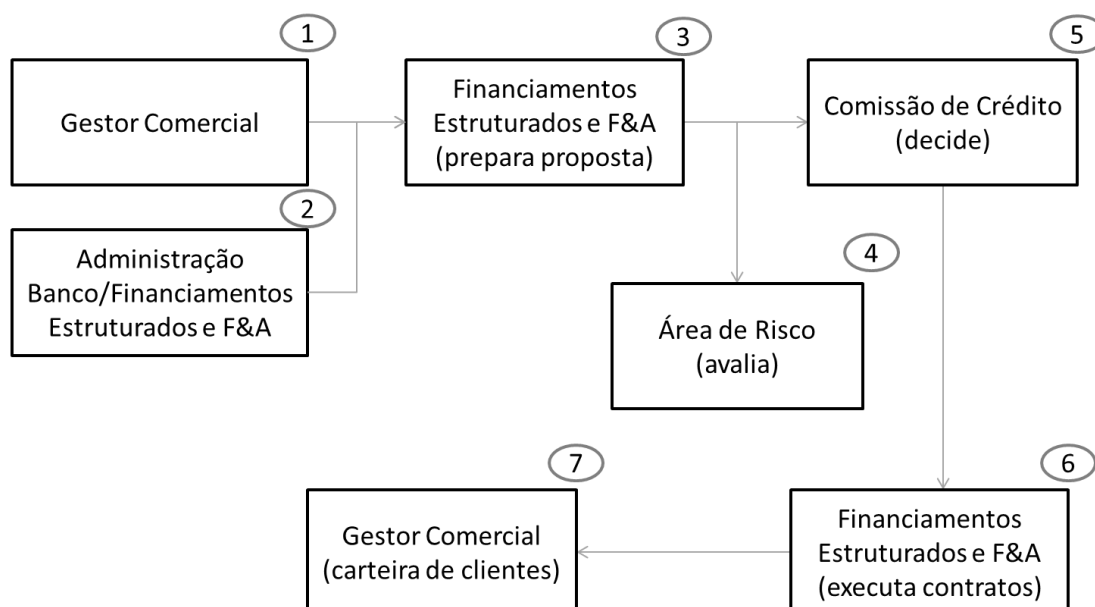 1
Gestor Comercial
2
Administração
Banco/Financiamentos
Estruturados e F&A
3
Financiamentos
Estruturados e F&A
(prepara proposta)
4
Área de Risco
(avalia)
5
Comissão de Crédito
(decide)
6
Financiamentos
Estruturados e F&A
(executa contratos)
7
Gestor Comercial
(carteira de clientes)